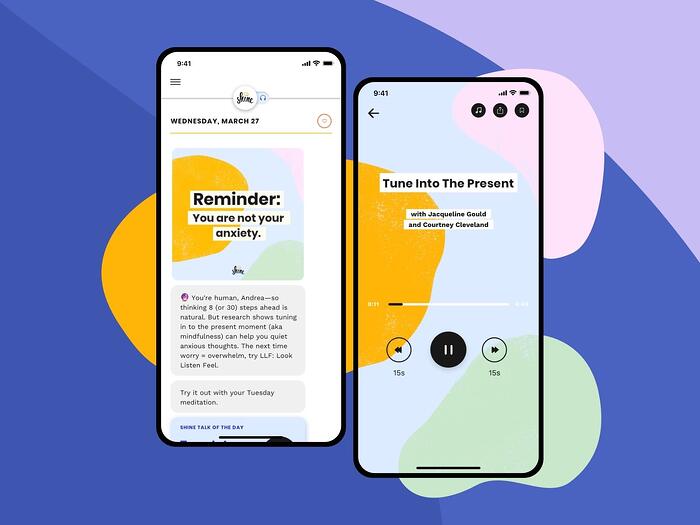 9:41
Shine
WEDNESDAY, MARCH 27
Reminder:
You are not your
anxiety.
Shine
You're human, Andrea—so
thinking 8 (or 30) steps ahead is
natural. But research shows tuning
in to the present moment (aka
mindfulness) can help you quiet
anxious thoughts. The next time
worry = overwhelm, try LLF: Look
Listen Feel.
Try it out with your Tuesday
meditation.
SHINE TALK OF THE DAY
9:41
Tune Into The Present
with Jacqueline Gould
and Courtney Cleveland
15s
15s